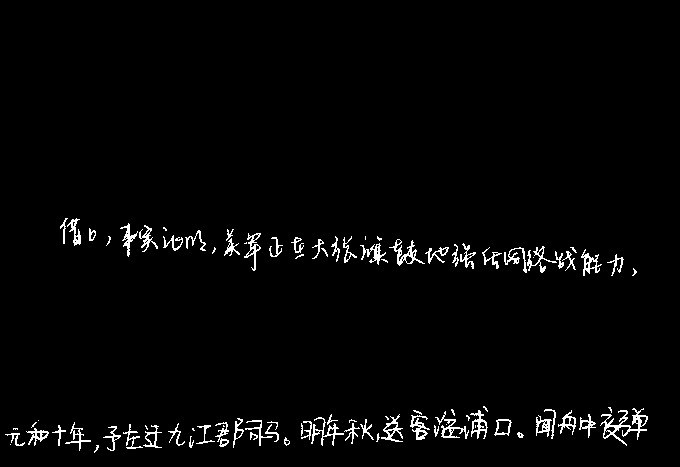 借口,事实证明,美军正在大张旗鼓地强化网络战能力,
元和十年,予左迁九江郡司马。明年秋,送客湓浦口。闻舟中夜弹